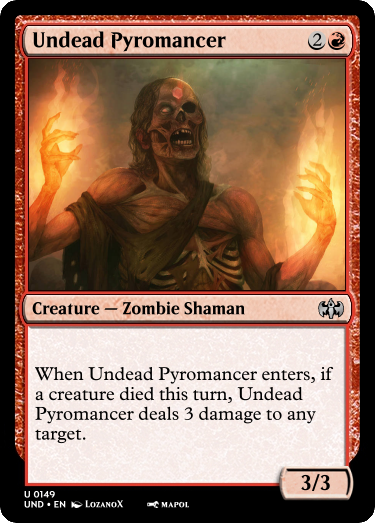 Undead Pyromancer 2
Creature — Zombie Shaman
When Undead Pyromancer enters, if
a creature died this turn, Undead
Pyromancer deals 3 damage to any
target.
3/3
U 0149
UND • EN LozanoX MAPOL